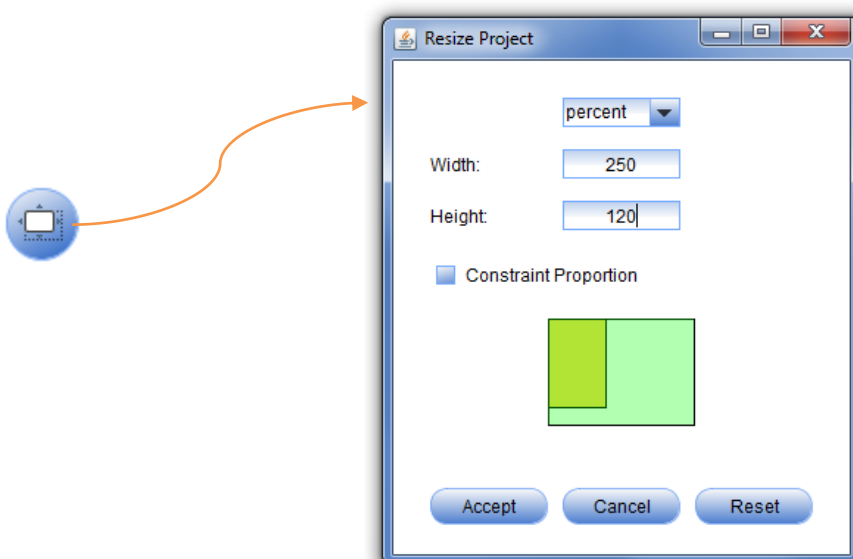 Resize Project
percent
Width: 250
Height: 120
Constraint Proportion
Accept Cancel Reset